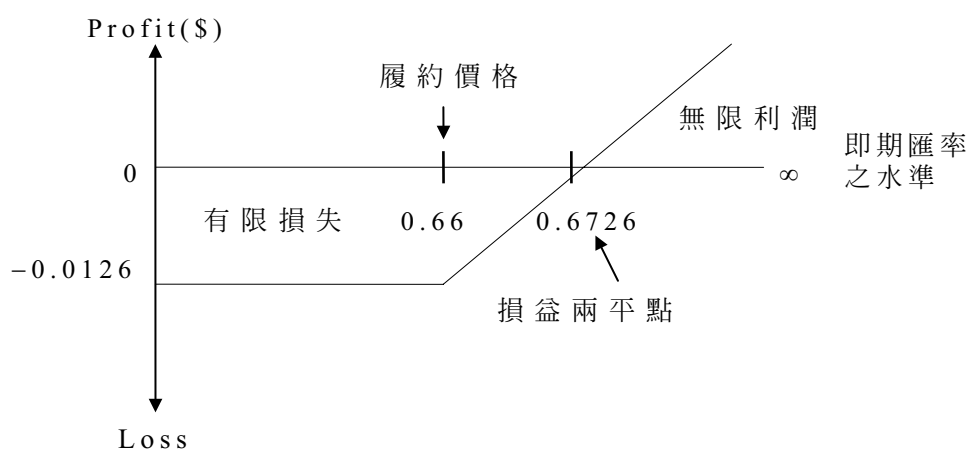 Profit($)
履約價格
無限利潤
0
∞
即期匯率
之水準
有限損失
0.66
0.6726
−0.0126
損益兩平點
Loss